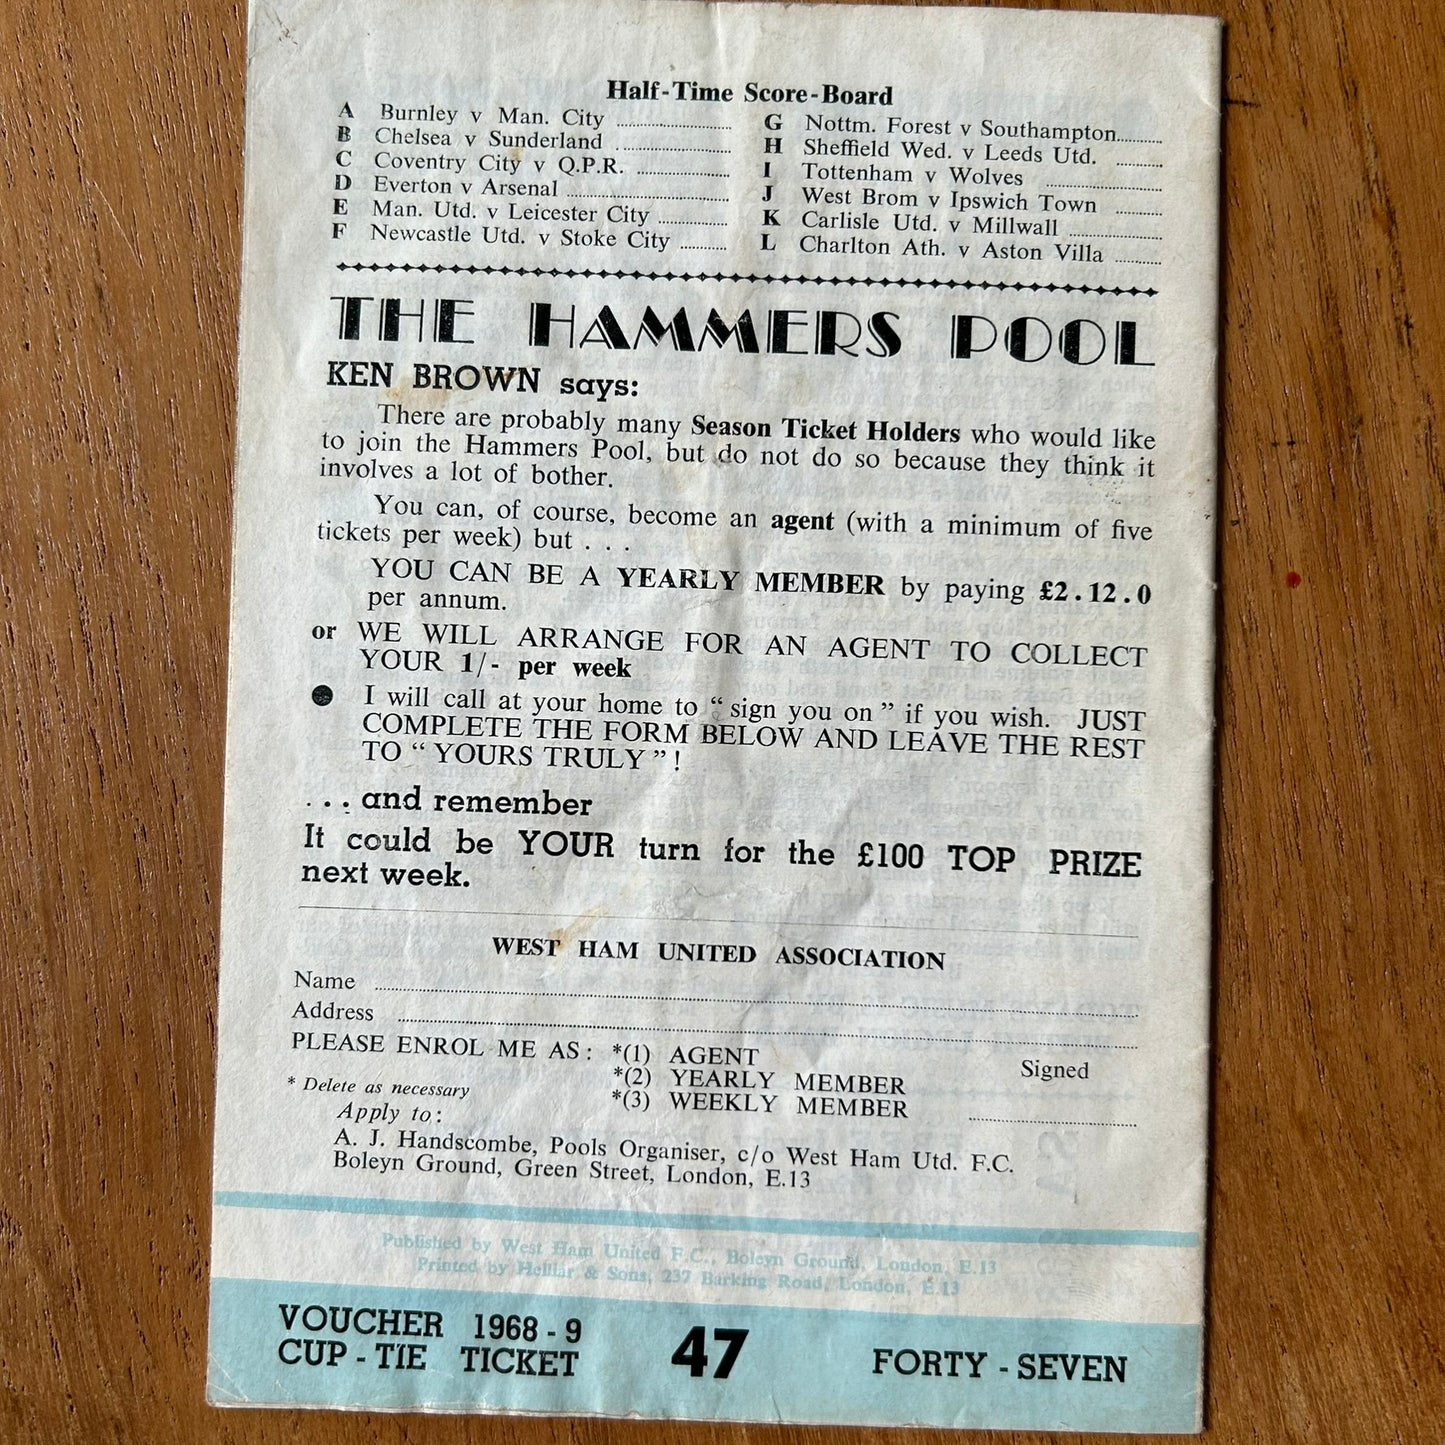 Half-Time Score-Board
A Burnley v Man. City
B Chelsea v Sunderland
C Coventry City v Q.P.R.
D Everton v Arsenal
E Man. Utd. v Leicester City
F Newcastle Utd. v Stoke City
G Nottm. Forest v Southampton
H Sheffield Wed. v Leeds Utd.
I Tottenham v Wolves
J West Brom v Ipswich Town
K Carlisle Utd. v Millwall
L Charlton Ath. v Aston Villa
THE HAMMERS POOL
KEN BROWN says:
There are probably many Season Ticket Holders who would like
to join the Hammers Pool, but do not do so because they think it
involves a lot of bother.
You can, of course, become an agent (with a minimum of five
tickets per week) but . . .
YOU CAN BE A YEARLY MEMBER by paying £2.12.0
per annum.
or WE WILL ARRANGE FOR AN AGENT TO COLLECT
YOUR 1/- per week
● I will call at your home to “sign you on” if you wish. JUST
COMPLETE THE FORM BELOW AND LEAVE THE REST
TO “YOURS TRULY”!
. . . and remember
It could be YOUR turn for the £100 TOP PRIZE
next week.
WEST HAM UNITED ASSOCIATION
Name
Address
PLEASE ENROL ME AS: *(1) AGENT
*(2) YEARLY MEMBER
*(3) WEEKLY MEMBER
Signed
* Delete as necessary
Apply to:
A. J. Handscombe, Pools Organiser, c/o West Ham Utd. F.C.
Boleyn Ground, Green Street, London, E.13
Published by West Ham United F.C., Boleyn Ground, London, E.13
Printed by Helliar & Sons, 237 Barking Road, London, E.13
VOUCHER 1968-9
CUP-TIE TICKET
47
FORTY-SEVEN